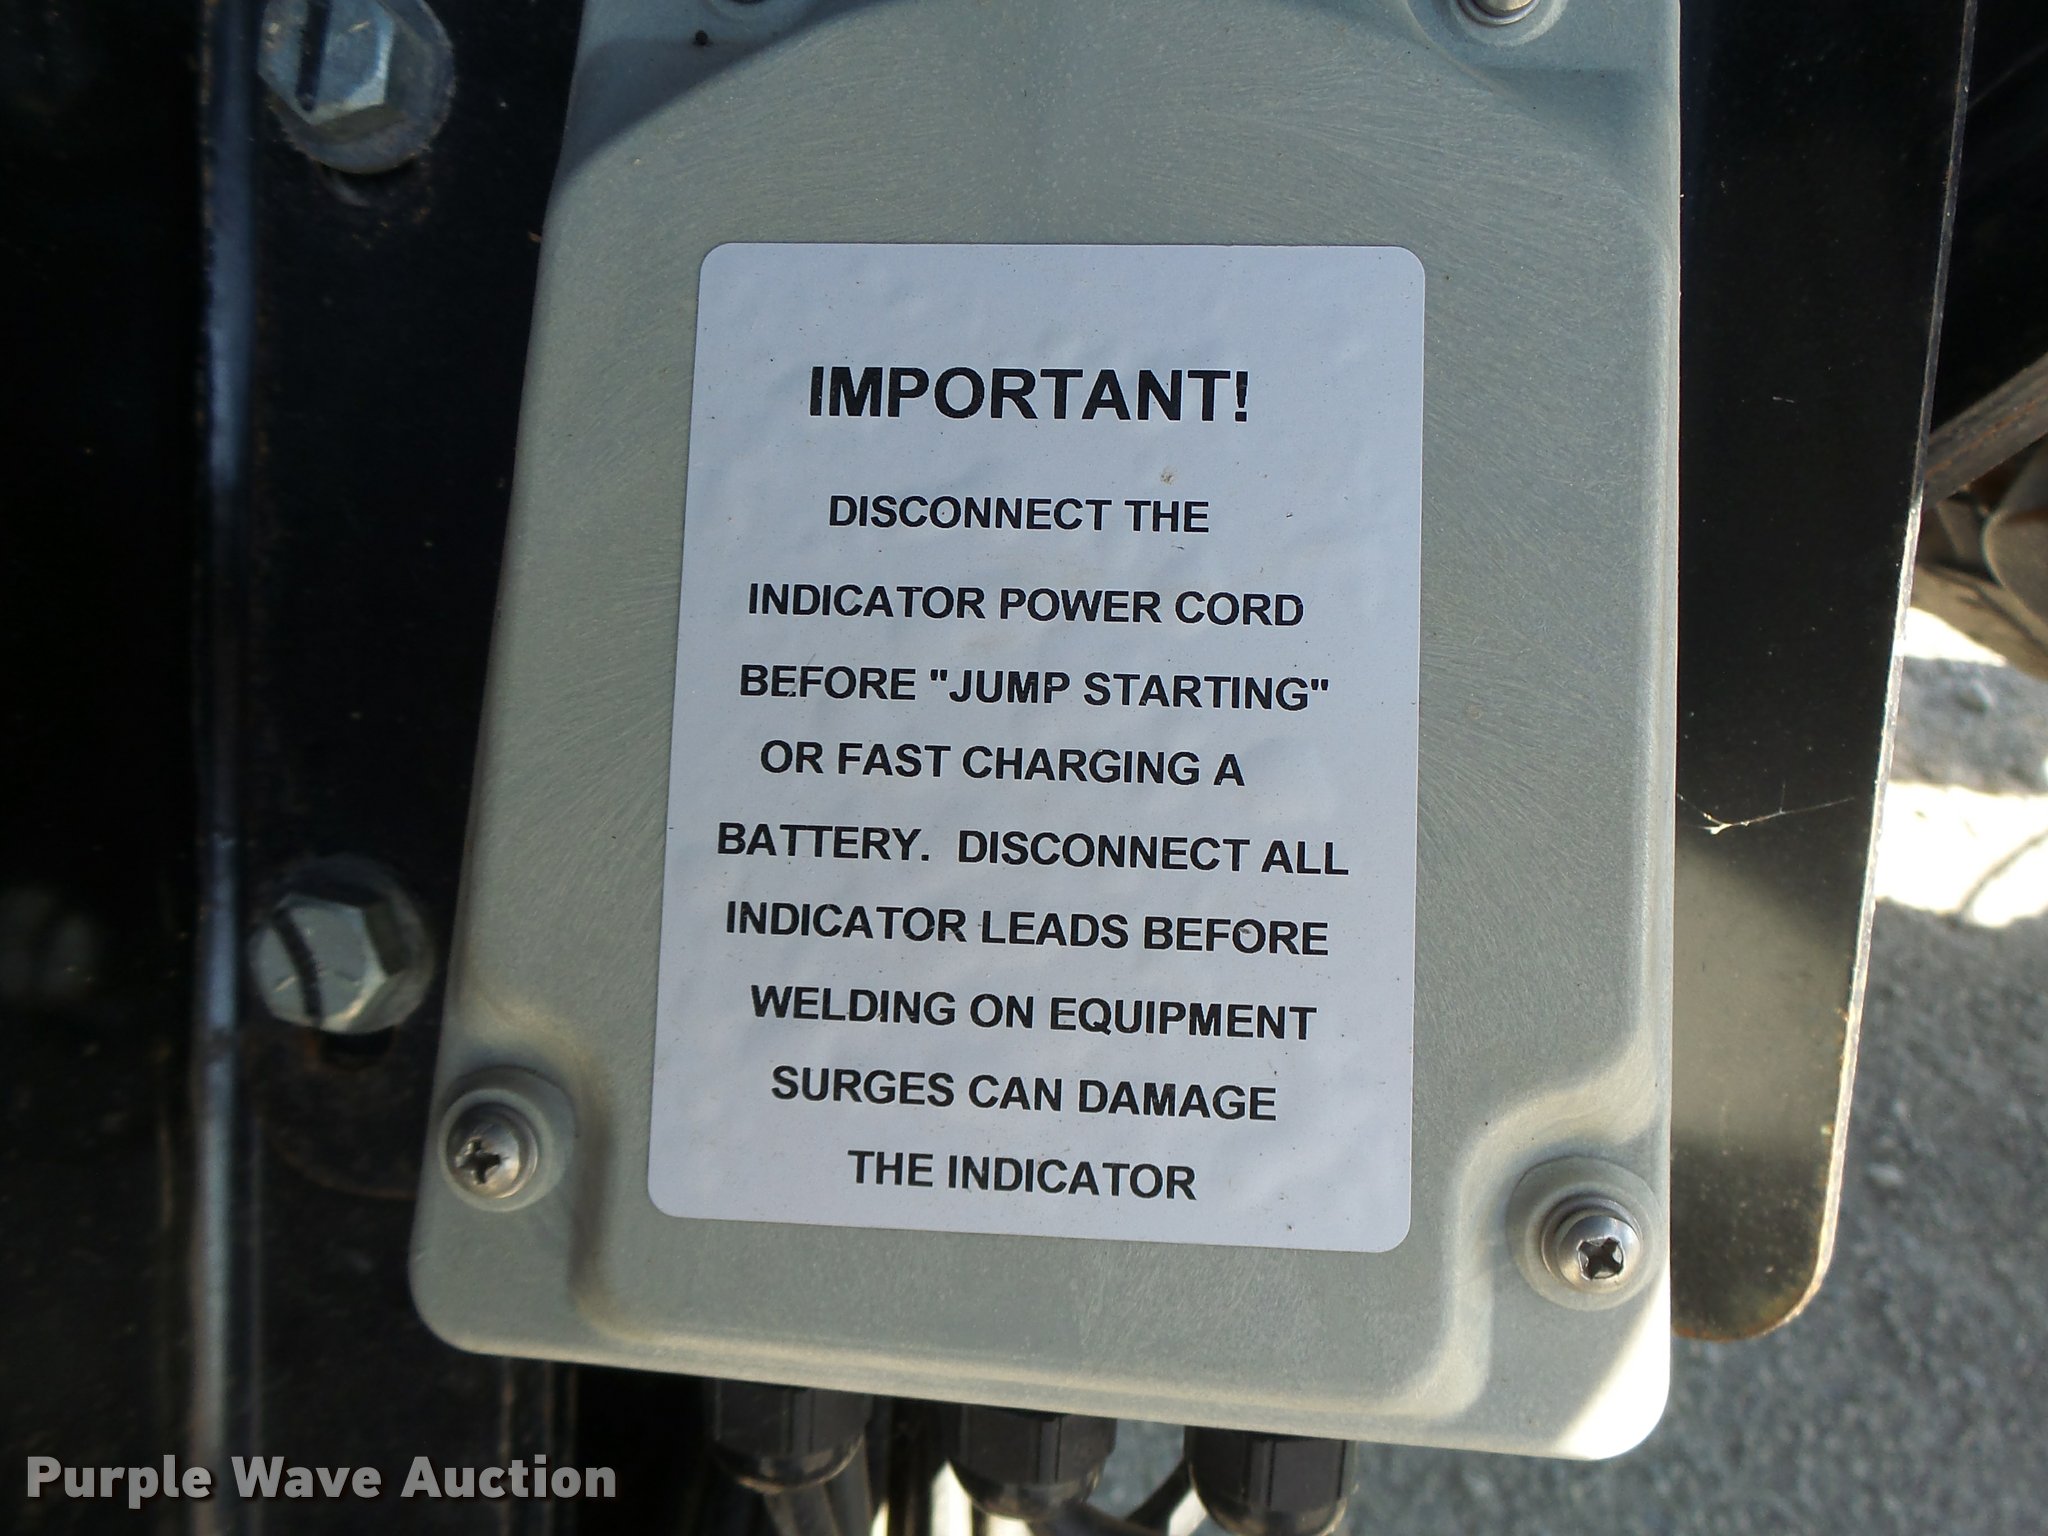 IMPORTANT!
DISCONNECT THE
INDICATOR POWER CORD
BEFORE "JUMP STARTING"
OR FAST CHARGING A
BATTERY. DISCONNECT ALL
INDICATOR LEADS BEFORE
WELDING ON EQUIPMENT
SURGES CAN DAMAGE
THE INDICATOR
Purple Wave Auction